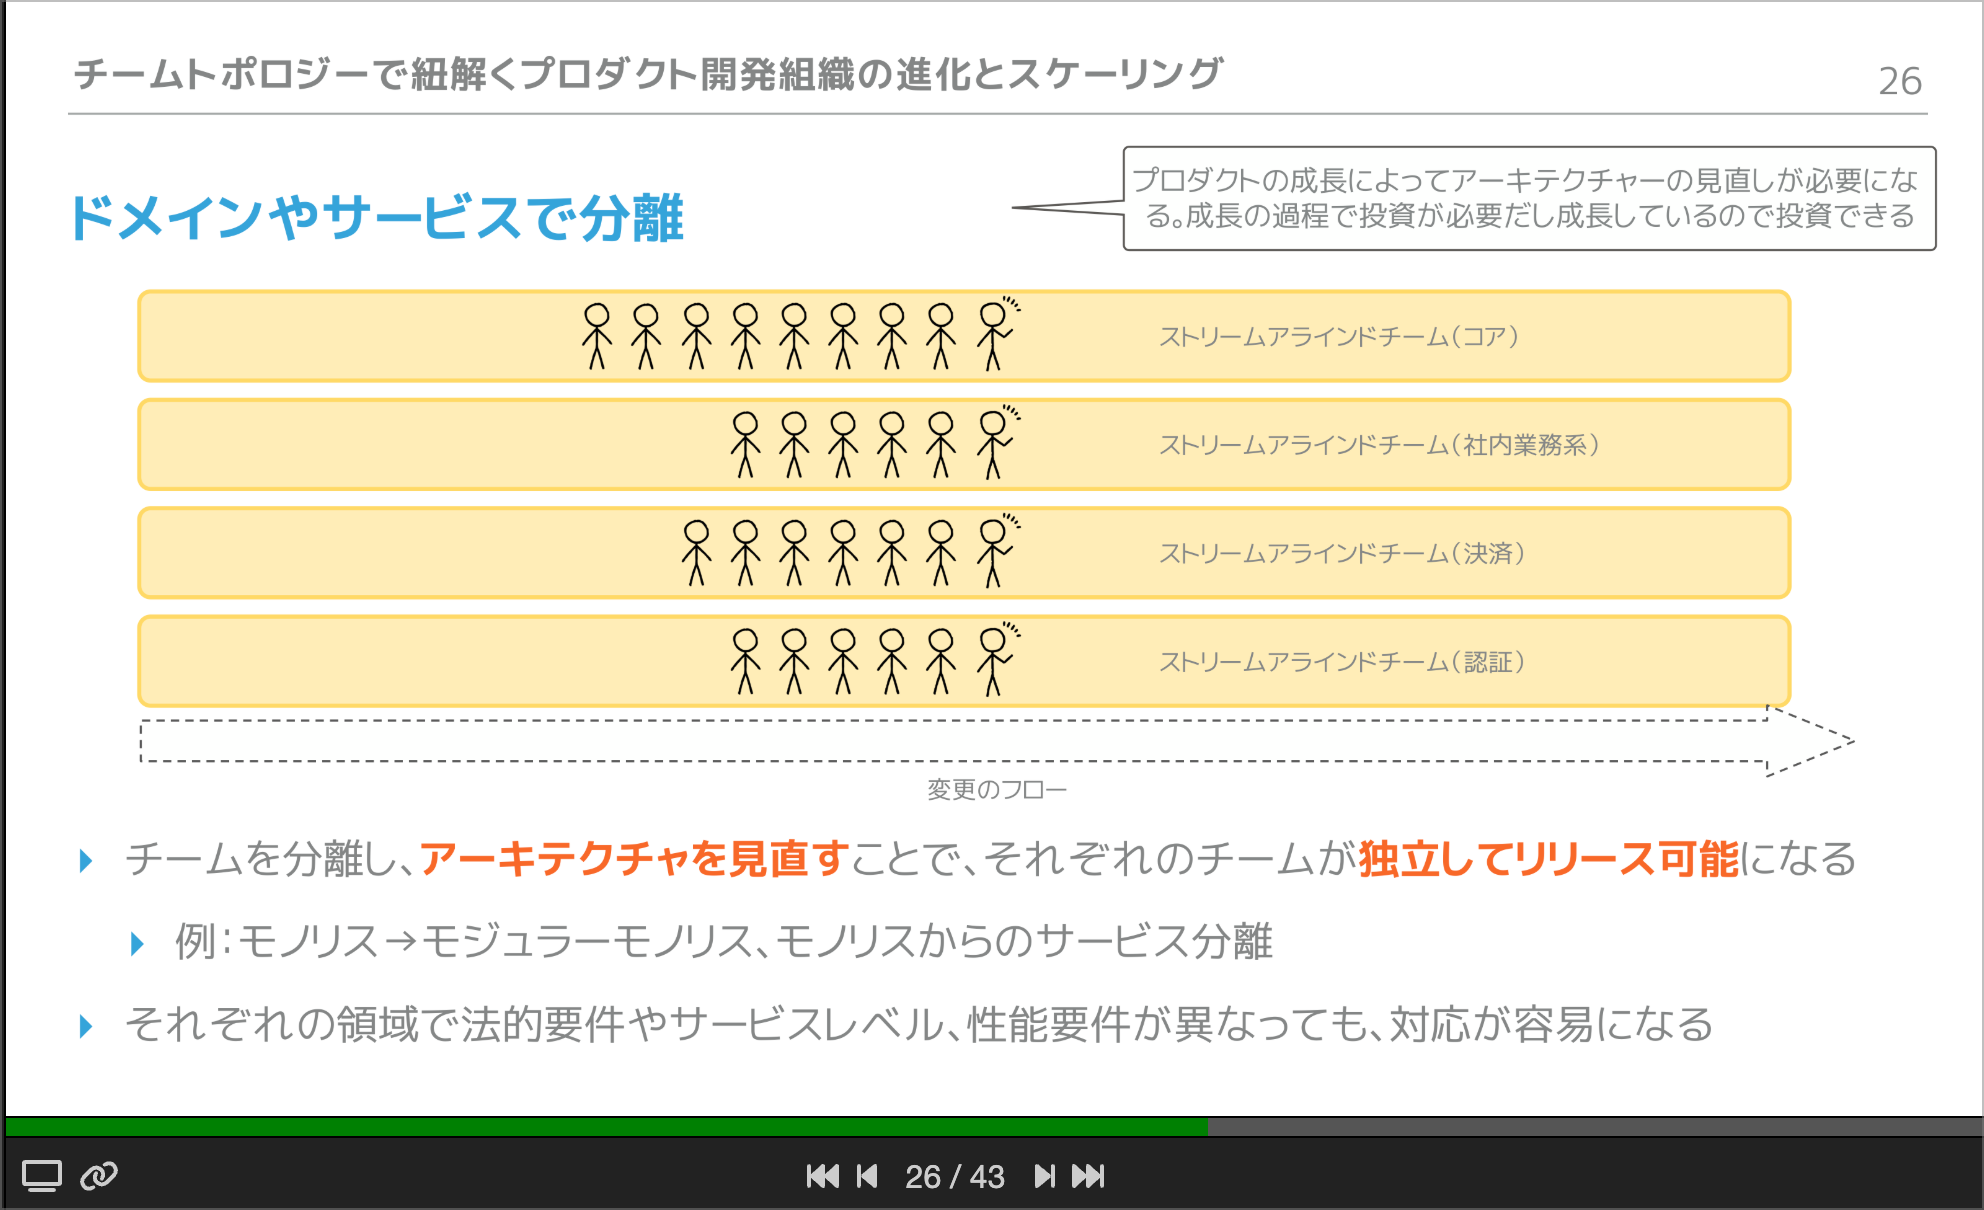 チームトポロジーで紐解くプロダクト開発組織の進化とスケーリング
26
ドメインやサービスで分離
プロダクトの成長によってアーキテクチャーの見直しが必要にな
る。成長の過程で投資が必要だし成長しているので投資できる
ストリームアラインドチーム(コア)
ストリームアラインドチーム(社内業務系)
ストリームアラインドチーム(決済)
ストリームアラインドチーム(認証)
変更のフロー
チームを分離し、アーキテクチャを見直すことで、それぞれのチームが独立してリリース可能になる
例：モノリス→モジュラーモノリス、モノリスからのサービス分離
それぞれの領域で法的要件やサービスレベル、性能要件が異なっても、対応が容易になる
26 / 43